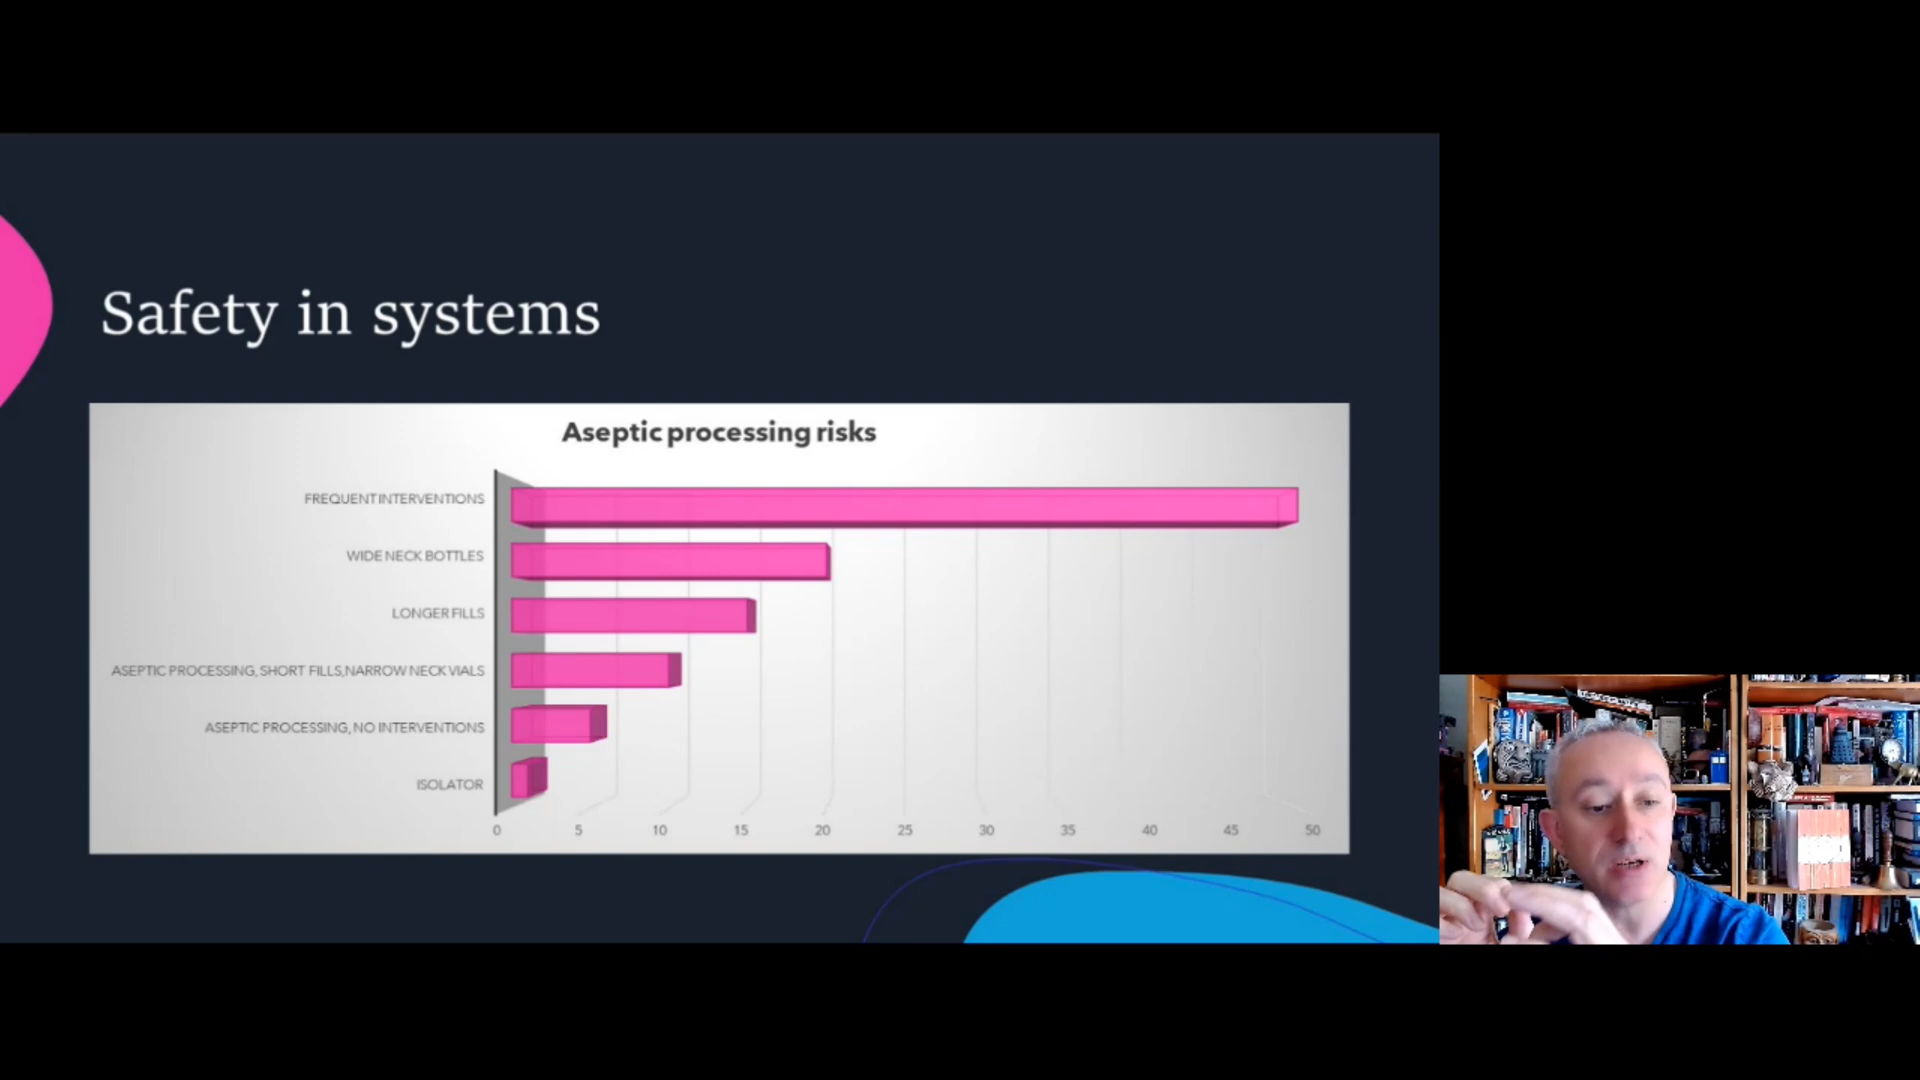 Safety in systems
Aseptic processing risks
FREQUENT INTERVENTIONS
WIDE NECK BOTTLES
LONGER FILLS
ASEPTIC PROCESSING, SHORT FILLS,NARROW NECK VIALS
ASEPTIC PROCESSING, NO INTERVENTIONS
ISOLATOR
0 5 10 15 20 25 30 35 40 45 50